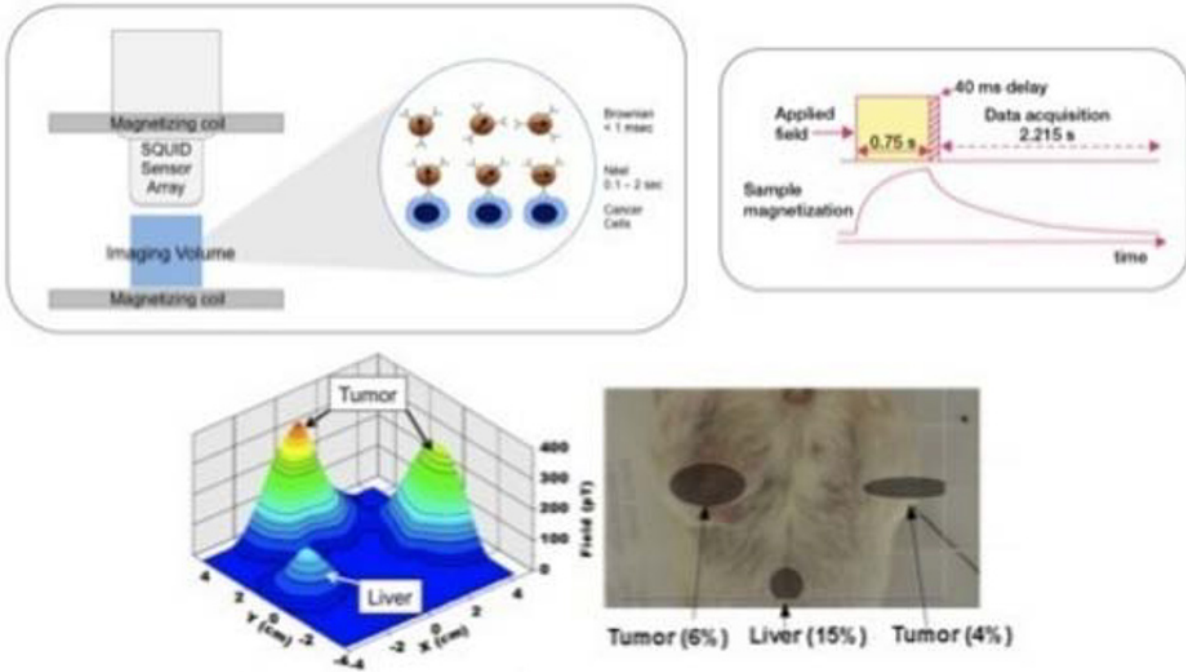 Magnetizing coil
SQUID
Sensor
Array
Imaging Volume
Magnetizing coil
Brownian
< 1 msec
Néel
0.1 – 2 sec
Cancer
Cells
40 ms delay
Applied
field
0.75 s
Data acquisition
2.215 s
Sample
magnetization
time
Tumor
Liver
400
300
200
100
0
Field (pT)
4
2
0
-2
-4
Y (cm)
-4
-2
0
2
4
X (cm)
Tumor (6%)
Liver (15%)
Tumor (4%)